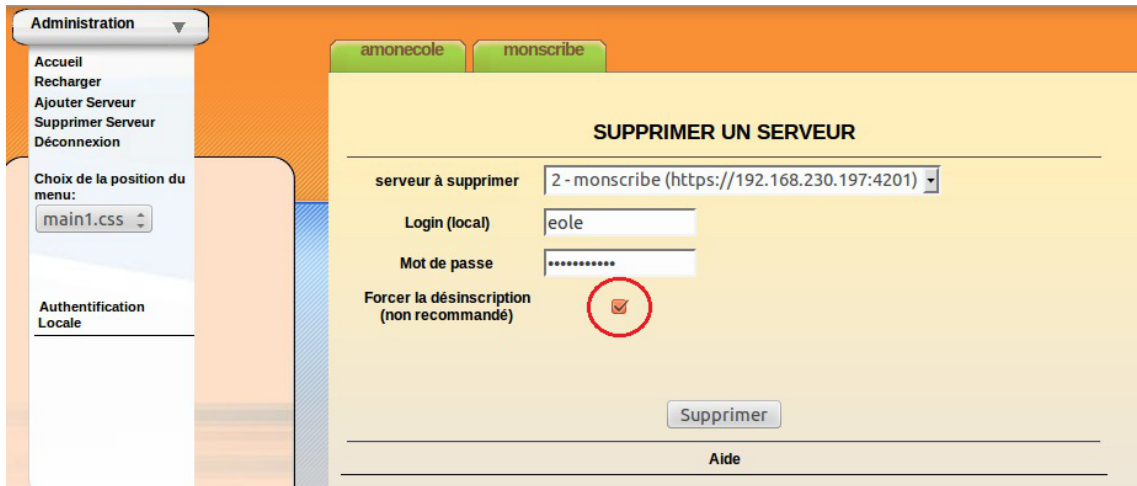 Administration
Accueil
Recharger
Ajouter Serveur
Supprimer Serveur
Déconnexion
Choix de la position du
menu:
main1.css
Authentification
Locale
amonecole
monscribe
SUPPRIMER UN SERVEUR
serveur à supprimer
2 - monscribe (https://192.168.230.197:4201)
Login (local)
eole
Mot de passe
•••••••••••
Forcer la désinscription
(non recommandé)
Supprimer
Aide